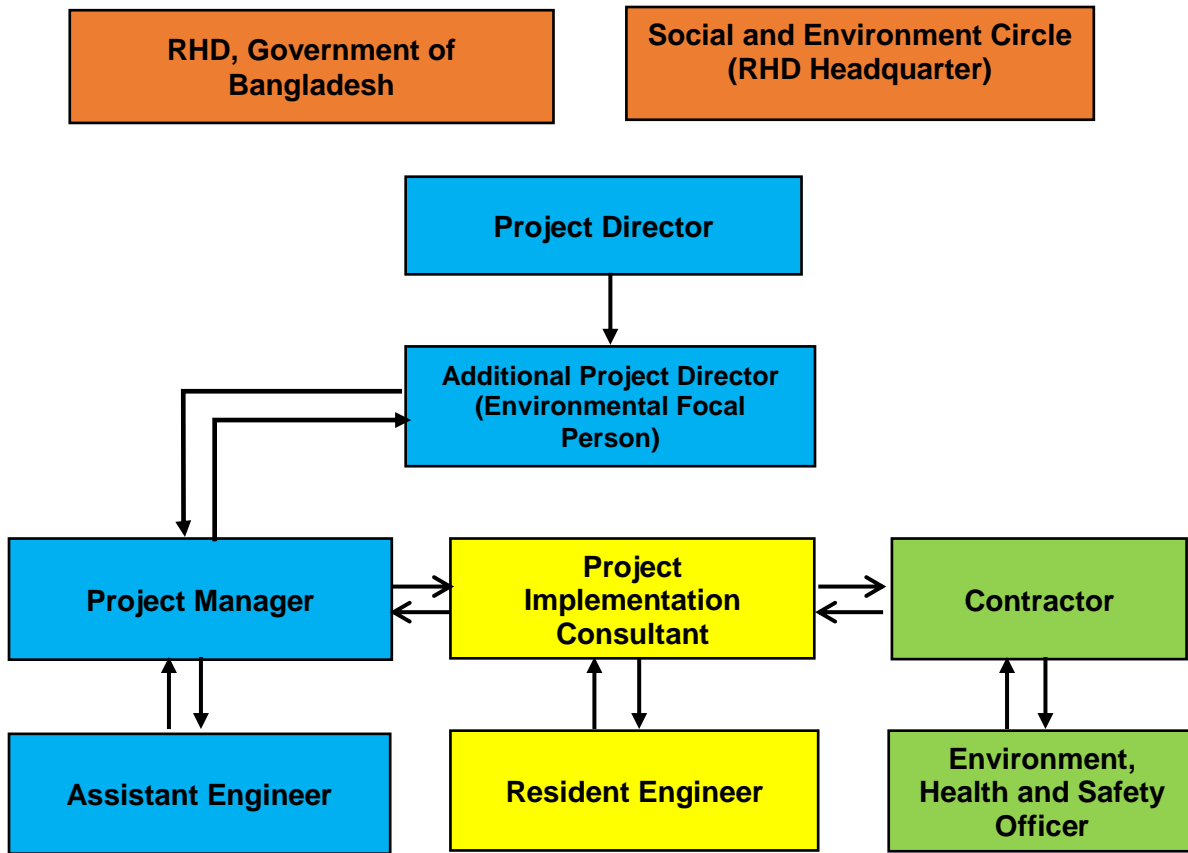 RHD, Government of
Bangladesh
Social and Environment Circle
(RHD Headquarter)
Project Director
Additional Project Director
(Environmental Focal
Person)
Project Manager
Project
Implementation
Consultant
Contractor
Assistant Engineer
Resident Engineer
Environment,
Health and Safety
Officer